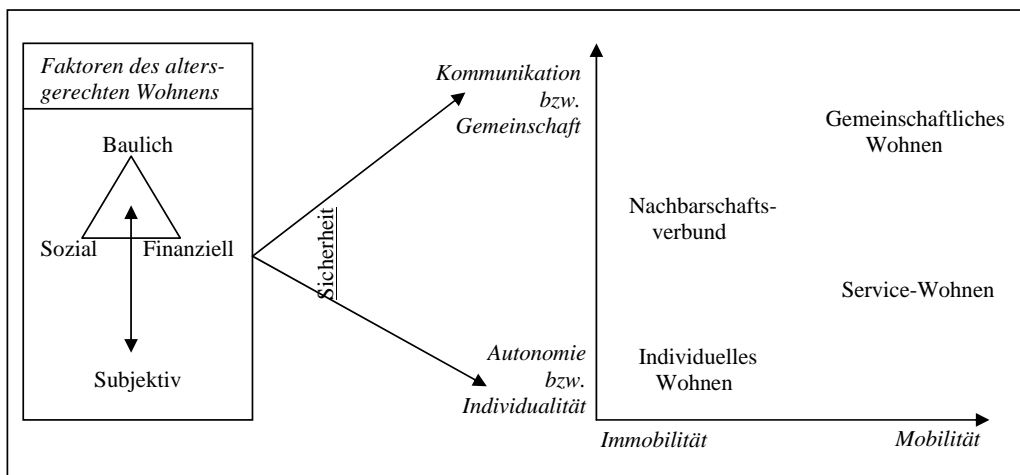 Faktoren des alters-
gerechten Wohnens
Baulich
Sozial
Finanziell
Subjektiv
Sicherheit
Kommunikation
bzw.
Gemeinschaft
Autonomie
bzw.
Individualität
Gemeinschaftliches
Wohnen
Nachbarschafts-
verbund
Service-Wohnen
Individuelles
Wohnen
Immobilität
Mobilität